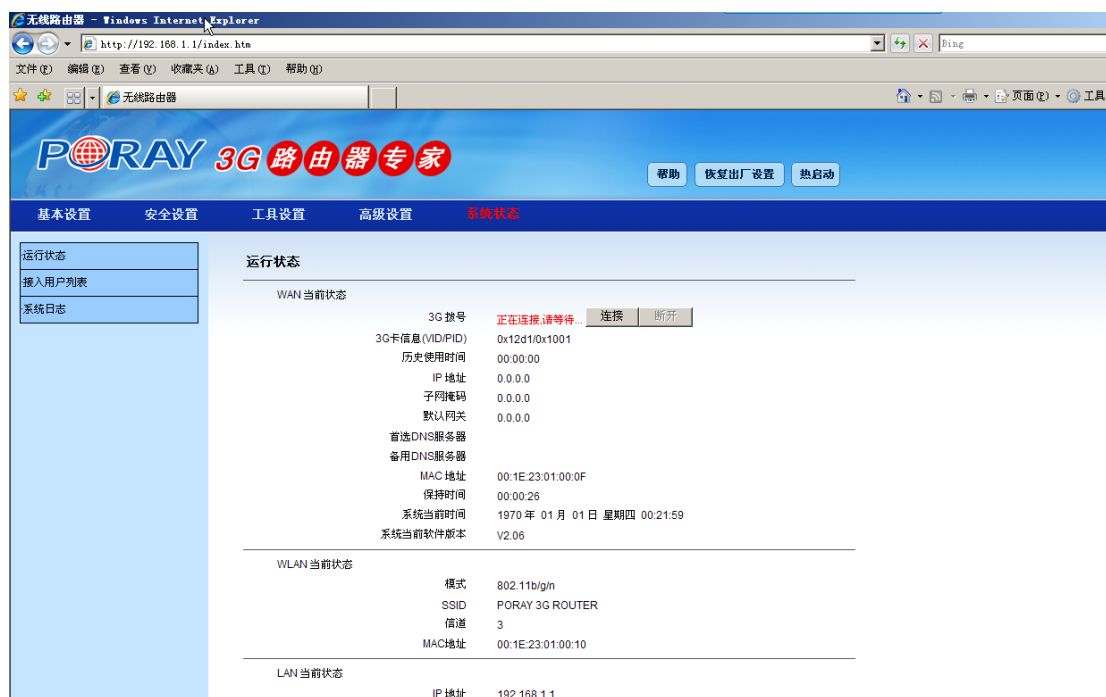 无线路由器 - Windows Internet Explorer
http://192.168.1.1/index.htm
Bing
文件(F) 编辑(E) 查看(V) 收藏夹(A) 工具(T) 帮助(H)
无线路由器
页面(P)
工具
PORAY 3G路由器专家
帮助 恢复出厂设置 热启动
基本设置 安全设置 工具设置 高级设置 系统状态
运行状态
接入用户列表
系统日志
运行状态
WAN 当前状态
3G 拨号 正在连接,请等待... 连接 断开
3G卡信息(VID/PID) 0x12d1/0x1001
历史使用时间 00:00:00
IP 地址 0.0.0.0
子网掩码 0.0.0.0
默认网关 0.0.0.0
首选DNS服务器
备用DNS服务器
MAC 地址 00:1E:23:01:00:0F
保持时间 00:00:26
系统当前时间 1970 年 01 月 01 日 星期四 00:21:59
系统当前软件版本 V2.06
WLAN 当前状态
模式 802.11b/g/n
SSID PORAY 3G ROUTER
信道 3
MAC地址 00:1E:23:01:00:10
LAN 当前状态
IP 地址 192.168.1.1